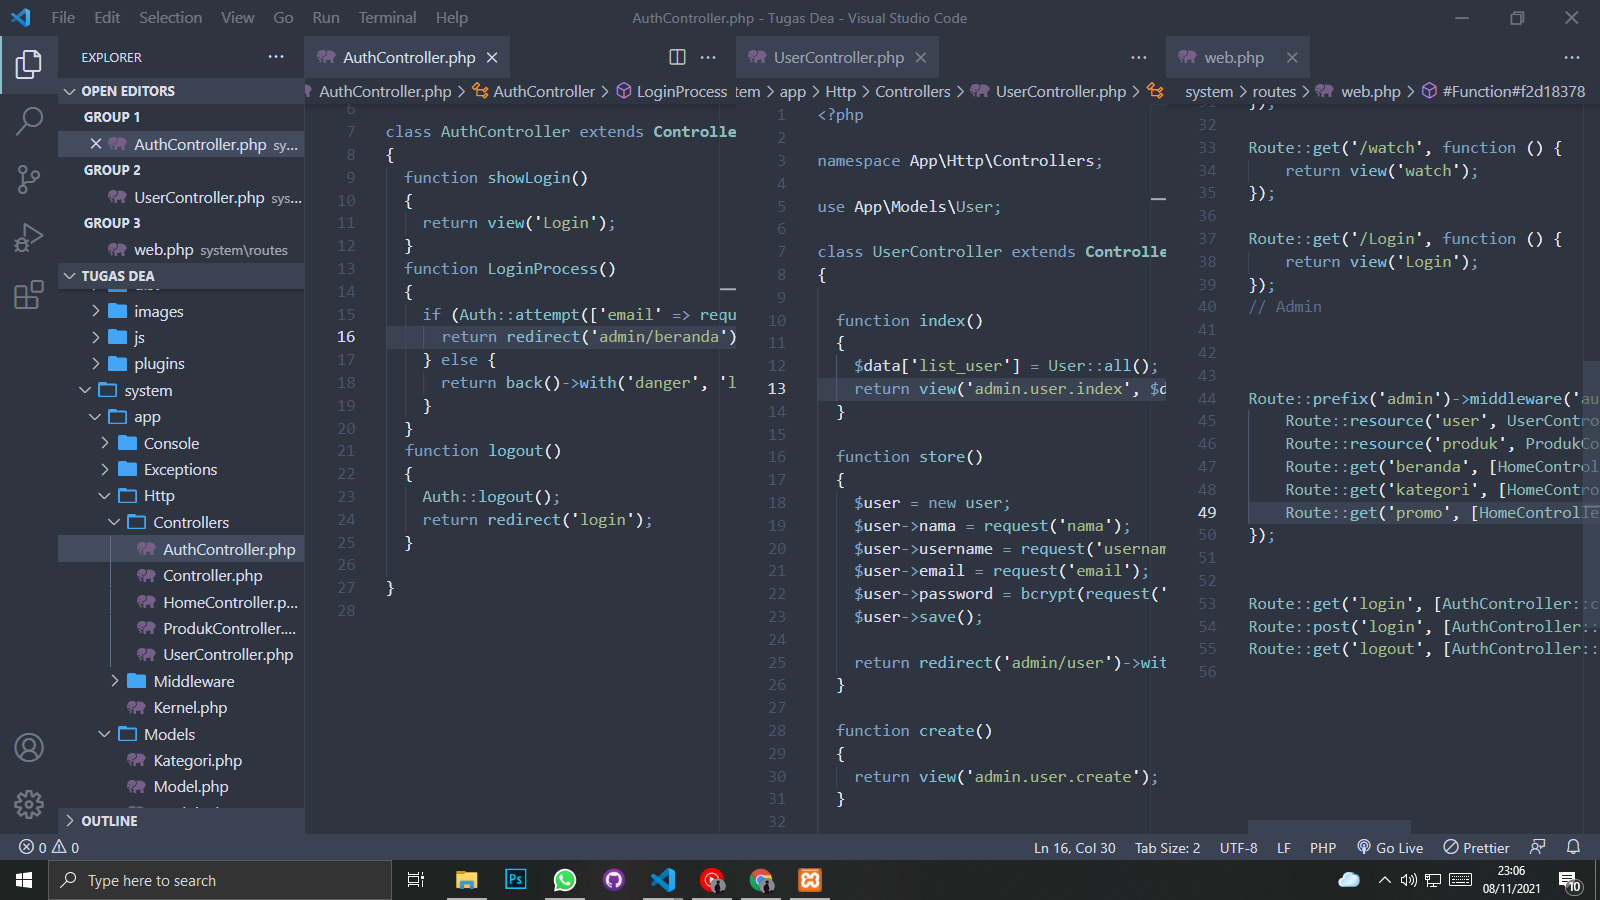 File Edit Selection View Go Run Terminal Help
AuthController.php - Tugas Dea - Visual Studio Code
EXPLORER
OPEN EDITORS
GROUP 1
AuthController.php sy...
GROUP 2
UserController.php sys...
GROUP 3
web.php system\routes
TUGAS DEA
images
js
plugins
system
app
Console
Exceptions
Http
Controllers
AuthController.php
Controller.php
HomeController.p...
ProdukController....
UserController.php
Middleware
Kernel.php
Models
Kategori.php
Model.php
OUTLINE
AuthController.php
AuthController.php > AuthController > LoginProcess
6
7 class AuthController extends Controlle
8 {
9 function showLogin()
10 {
11 return view('Login');
12 }
13 function LoginProcess()
14 {
15 if (Auth::attempt(['email' => requ
16 return redirect('admin/beranda')
17 } else {
18 return back()->with('danger', 'l
19 }
20 }
21 function logout()
22 {
23 Auth::logout();
24 return redirect('login');
25 }
26
27 }
28
UserController.php
tem > app > Http > Controllers > UserController.php >
1 <?php
2
3 namespace App\Http\Controllers;
4
5 use App\Models\User;
6
7 class UserController extends Controlle
8 {
9
10 function index()
11 {
12 $data['list_user'] = User::all();
13 return view('admin.user.index', $d
14 }
15
16 function store()
17 {
18 $user = new user;
19 $user->nama = request('nama');
20 $user->username = request('usernam
21 $user->email = request('email');
22 $user->password = bcrypt(request('
23 $user->save();
24
25 return redirect('admin/user')->wit
26 }
27
28 function create()
29 {
30 return view('admin.user.create');
31 }
32
web.php
system > routes > web.php > #Function#f2d18378
31 });
32
33 Route::get('/watch', function () {
34 return view('watch');
35 });
36
37 Route::get('/Login', function () {
38 return view('Login');
39 });
40 // Admin
41
42
43
44 Route::prefix('admin')->middleware('au
45 Route::resource('user', UserContro
46 Route::resource('produk', ProdukCo
47 Route::get('beranda', [HomeControl
48 Route::get('kategori', [HomeContro
49 Route::get('promo', [HomeControlle
50 });
51
52
53 Route::get('login', [AuthController::c
54 Route::post('login', [AuthController::
55 Route::get('logout', [AuthController::
56
0 0
Ln 16, Col 30 Tab Size: 2 UTF-8 LF PHP Go Live Prettier
Type here to search
Ps
23:06
08/11/2021
10